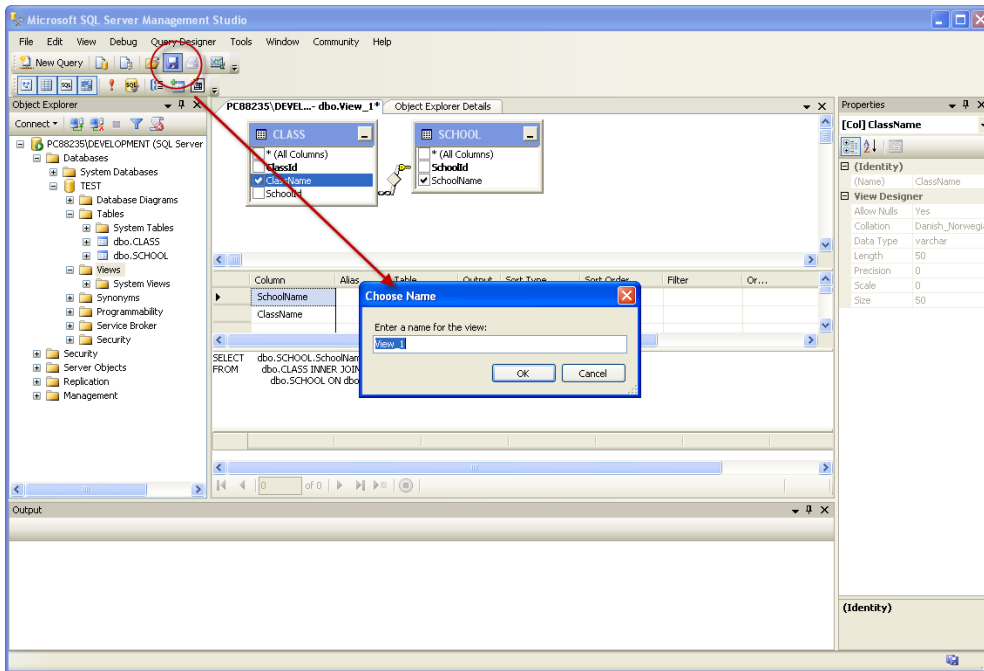 Microsoft SQL Server Management Studio
File Edit View Debug Query Designer Tools Window Community Help
New Query
Object Explorer
Connect
PC88235\DEVELOPMENT (SQL Server
Databases
System Databases
TEST
Database Diagrams
Tables
System Tables
dbo.CLASS
dbo.SCHOOL
Views
System Views
Synonyms
Programmability
Service Broker
Security
Security
Server Objects
Replication
Management
PC88235\DEVEL...- dbo.View_1* Object Explorer Details
CLASS
* (All Columns)
ClassId
ClassName
SchoolId
SCHOOL
* (All Columns)
SchoolId
SchoolName
Column Alias Table Output Sort Type Sort Order Filter Or...
SchoolName
ClassName
SELECT dbo.SCHOOL.SchoolNam
FROM dbo.CLASS INNER JOIN
dbo.SCHOOL ON dbo
Choose Name
Enter a name for the view:
View_1
OK Cancel
0 of 0
Properties
[Col] ClassName
(Identity)
(Name) ClassName
View Designer
Allow Nulls Yes
Collation Danish_Norwegi
Data Type varchar
Length 50
Precision 0
Scale 0
Size 50
(Identity)
Output